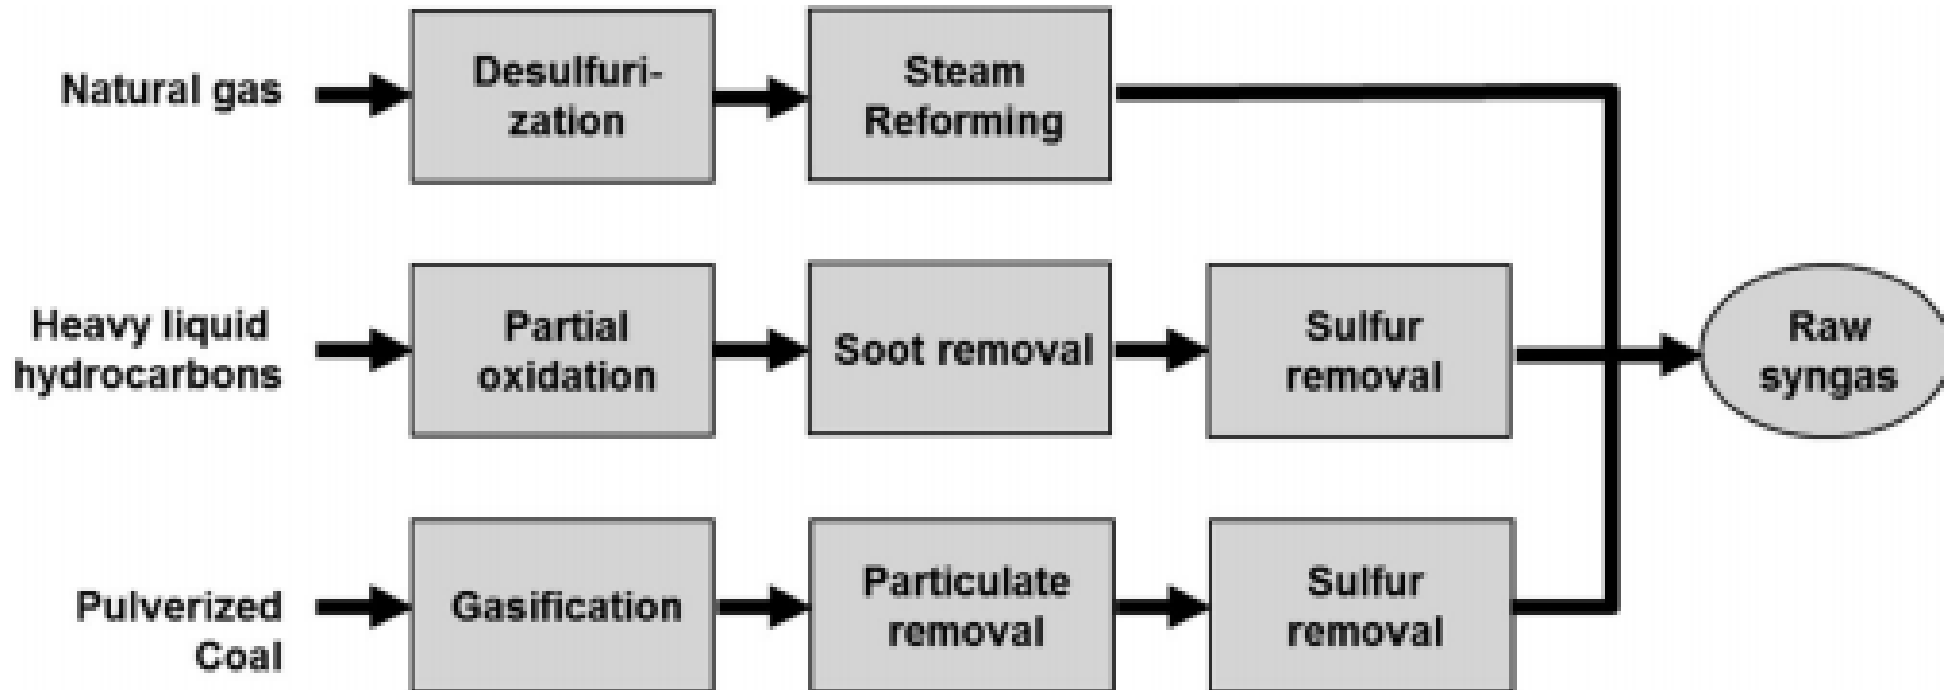 Natural gas
Desulfuri-
zation
Steam
Reforming
Heavy liquid
hydrocarbons
Partial
oxidation
Soot removal
Sulfur
removal
Raw
syngas
Pulverized
Coal
Gasification
Particulate
removal
Sulfur
removal